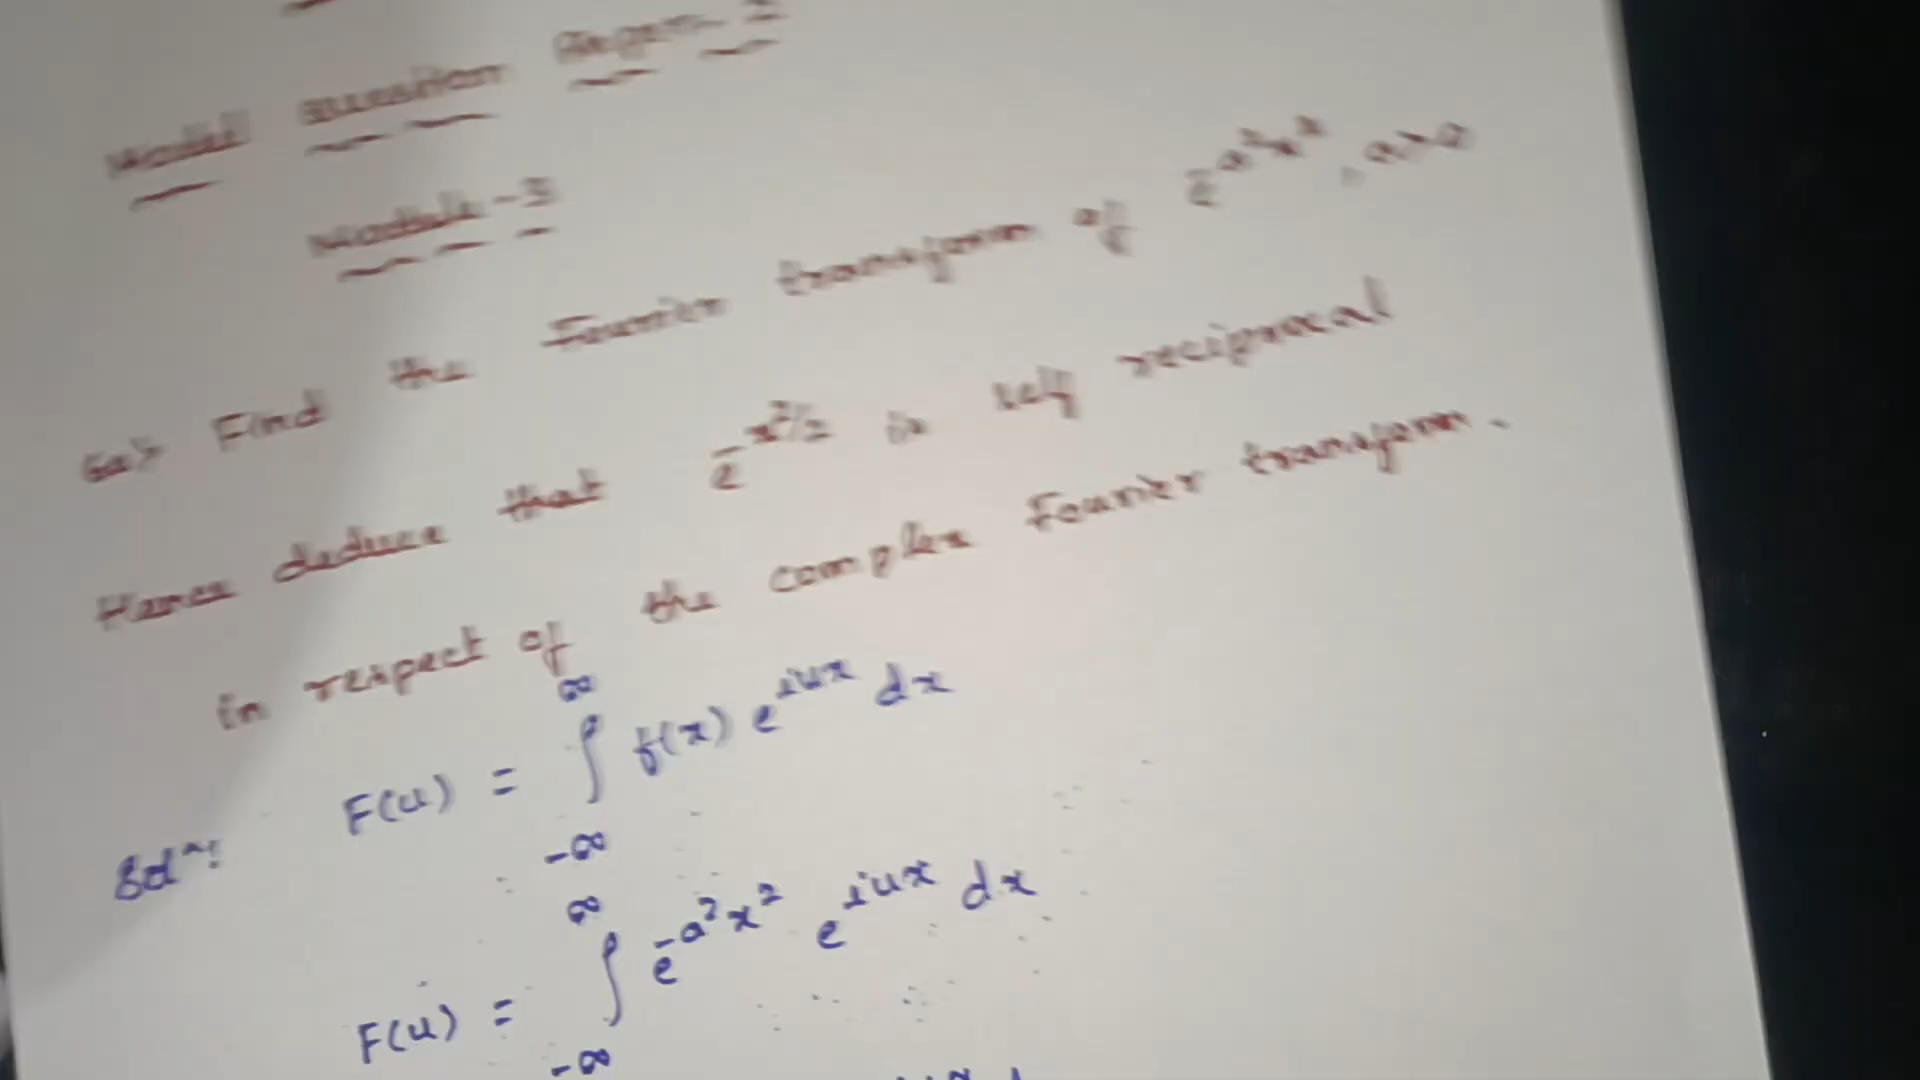 Model Question Paper-2
Module-3
6a> Find the Fourier transform of e^-a²x², a>0
Hence deduce that e^-x²/2 is self reciprocal
in respect of the complex Fourier transform.
Solⁿ: F(u) = ∫_-∞^∞ f(x) e^iux dx
F(u) = ∫_-∞^∞ e^-a²x² e^iux dx